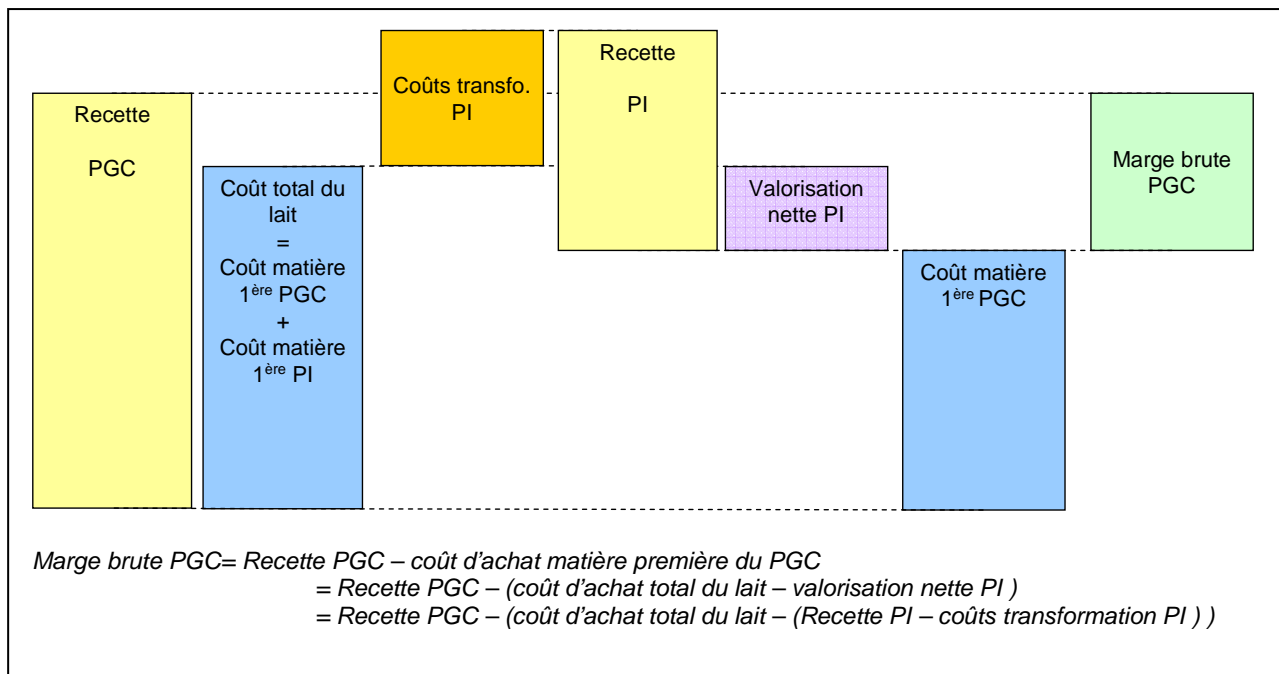 Recette
PGC
Coût total du
lait
=
Coût matière
1ère PGC
+
Coût matière
1ère PI
Coûts transfo.
PI
Recette
PI
Valorisation
nette PI
Coût matière
1ère PGC
Marge brute
PGC
Marge brute PGC= Recette PGC – coût d’achat matière première du PGC
= Recette PGC – (coût d’achat total du lait – valorisation nette PI )
= Recette PGC – (coût d’achat total du lait – (Recette PI – coûts transformation PI ) )